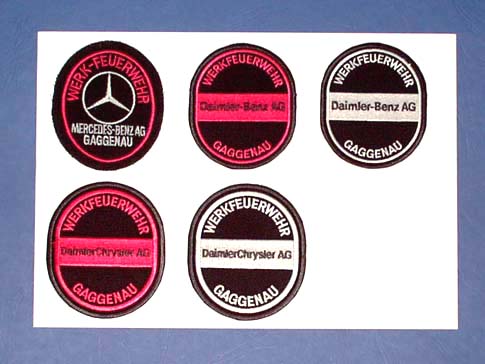 WERK-FEUERWEHR
MERCEDES-BENZ AG
GAGGENAU
WERKFEUERWEHR
Daimler-Benz AG
GAGGENAU
WERKFEUERWEHR
Daimler-Benz AG
GAGGENAU
WERKFEUERWEHR
DaimlerChrysler AG
GAGGENAU
WERKFEUERWEHR
DaimlerChrysler AG
GAGGENAU